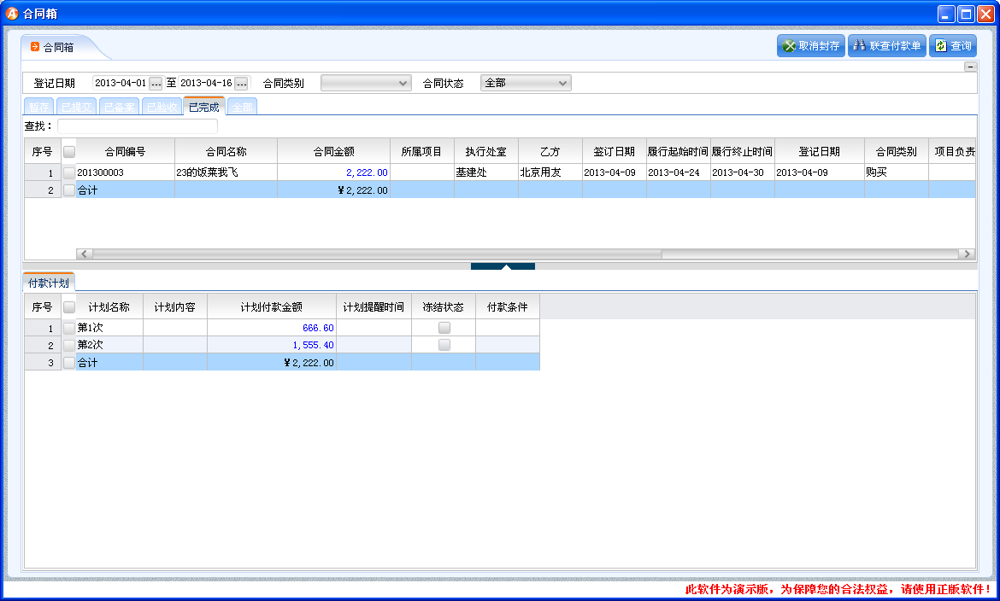 合同箱
合同箱 取消封存 联查付款单 查询
登记日期 2013-04-01 ... 至 2013-04-16 ... 合同类别 合同状态 全部
暂存 已提交 已备案 已验收 已完成 全部
查找：
序号 合同编号 合同名称 合同金额 所属项目 执行处室 乙方 签订日期 履行起始时间 履行终止时间 登记日期 合同类别 项目负责
1 201300003 23的饭菜我飞 2,222.00 基建处 北京用友 2013-04-09 2013-04-24 2013-04-30 2013-04-09 购买
2 合计 ￥2,222.00
付款计划
序号 计划名称 计划内容 计划付款金额 计划提醒时间 冻结状态 付款条件
1 第1次 666.60
2 第2次 1,555.40
3 合计 ￥2,222.00
此软件为演示版，为保障您的合法权益，请使用正版软件！